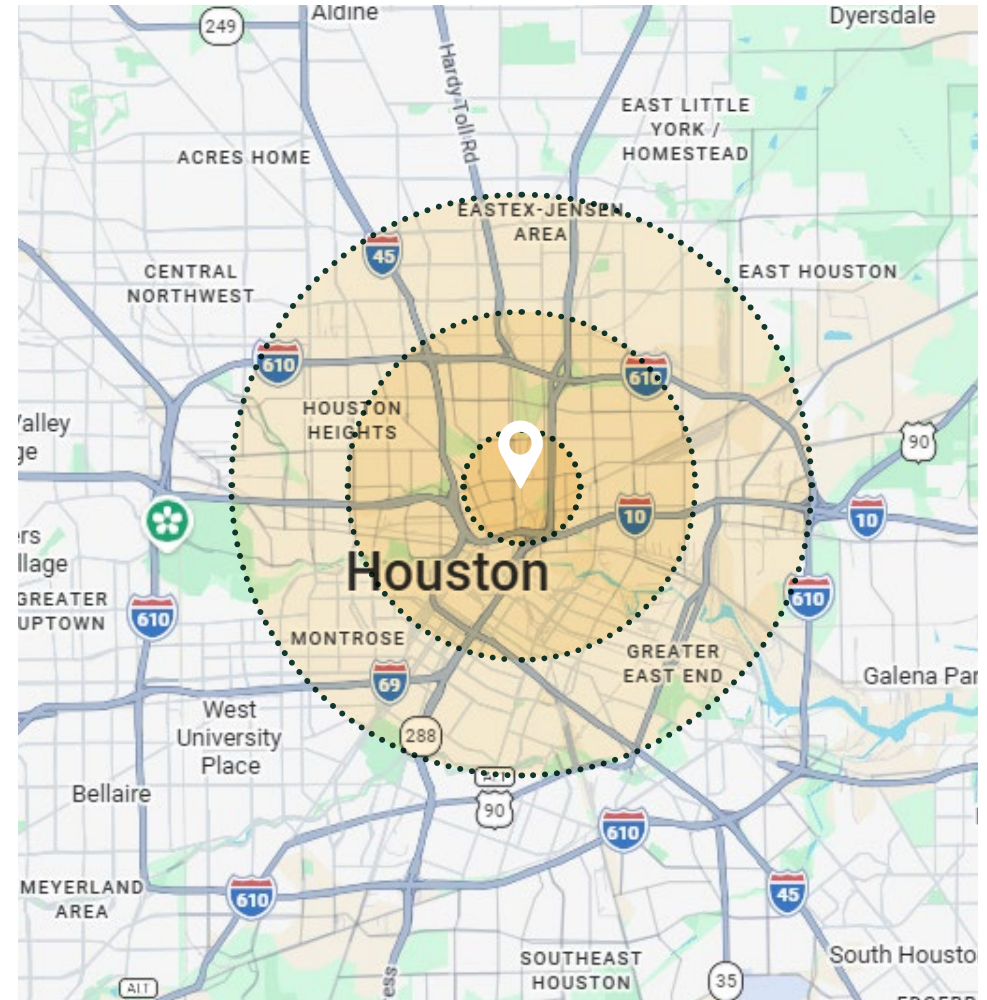 Aldine
249
Dyersdale
Hardy Toll Rd
EAST LITTLE
YORK /
HOMESTEAD
ACRES HOME
EASTEX-JENSEN
AREA
45
CENTRAL
NORTHWEST
EAST HOUSTON
610
610
HOUSTON
HEIGHTS
90
10
10
Houston
610
GREATER
UPTOWN
610
MONTROSE
GREATER
EAST END
69
Galena Par
West
University
Place
288
Bellaire
90
610
MEYERLAND
AREA
610
45
SOUTHEAST
HOUSTON
South Housto
ALT
35